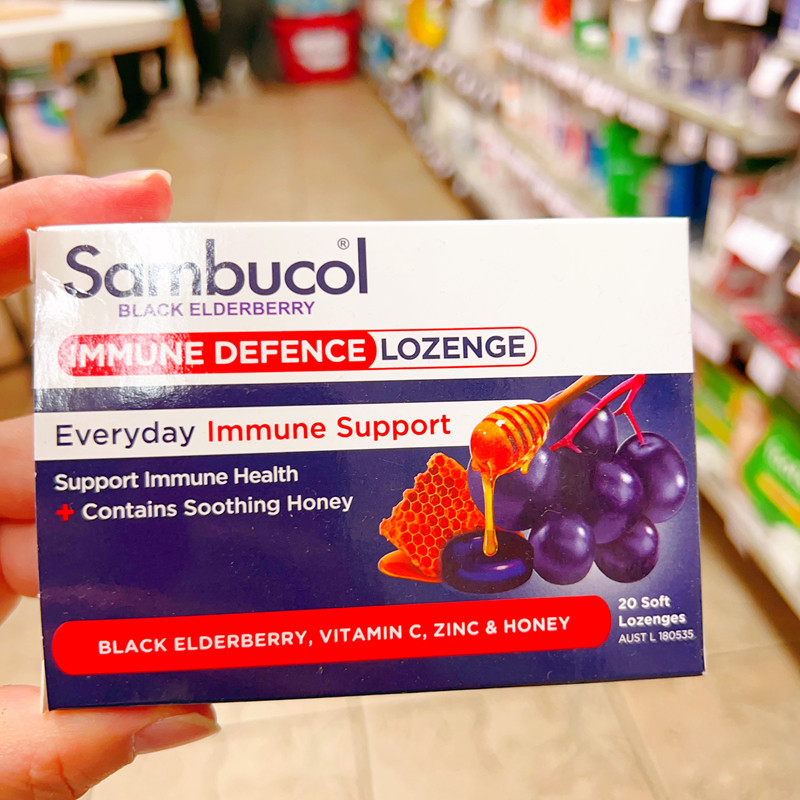 Sambucol®
BLACK ELDERBERRY
IMMUNE DEFENCE LOZENGE
Everyday Immune Support
Support Immune Health
+ Contains Soothing Honey
BLACK ELDERBERRY, VITAMIN C, ZINC & HONEY
20 Soft
Lozenges
AUST L 180535